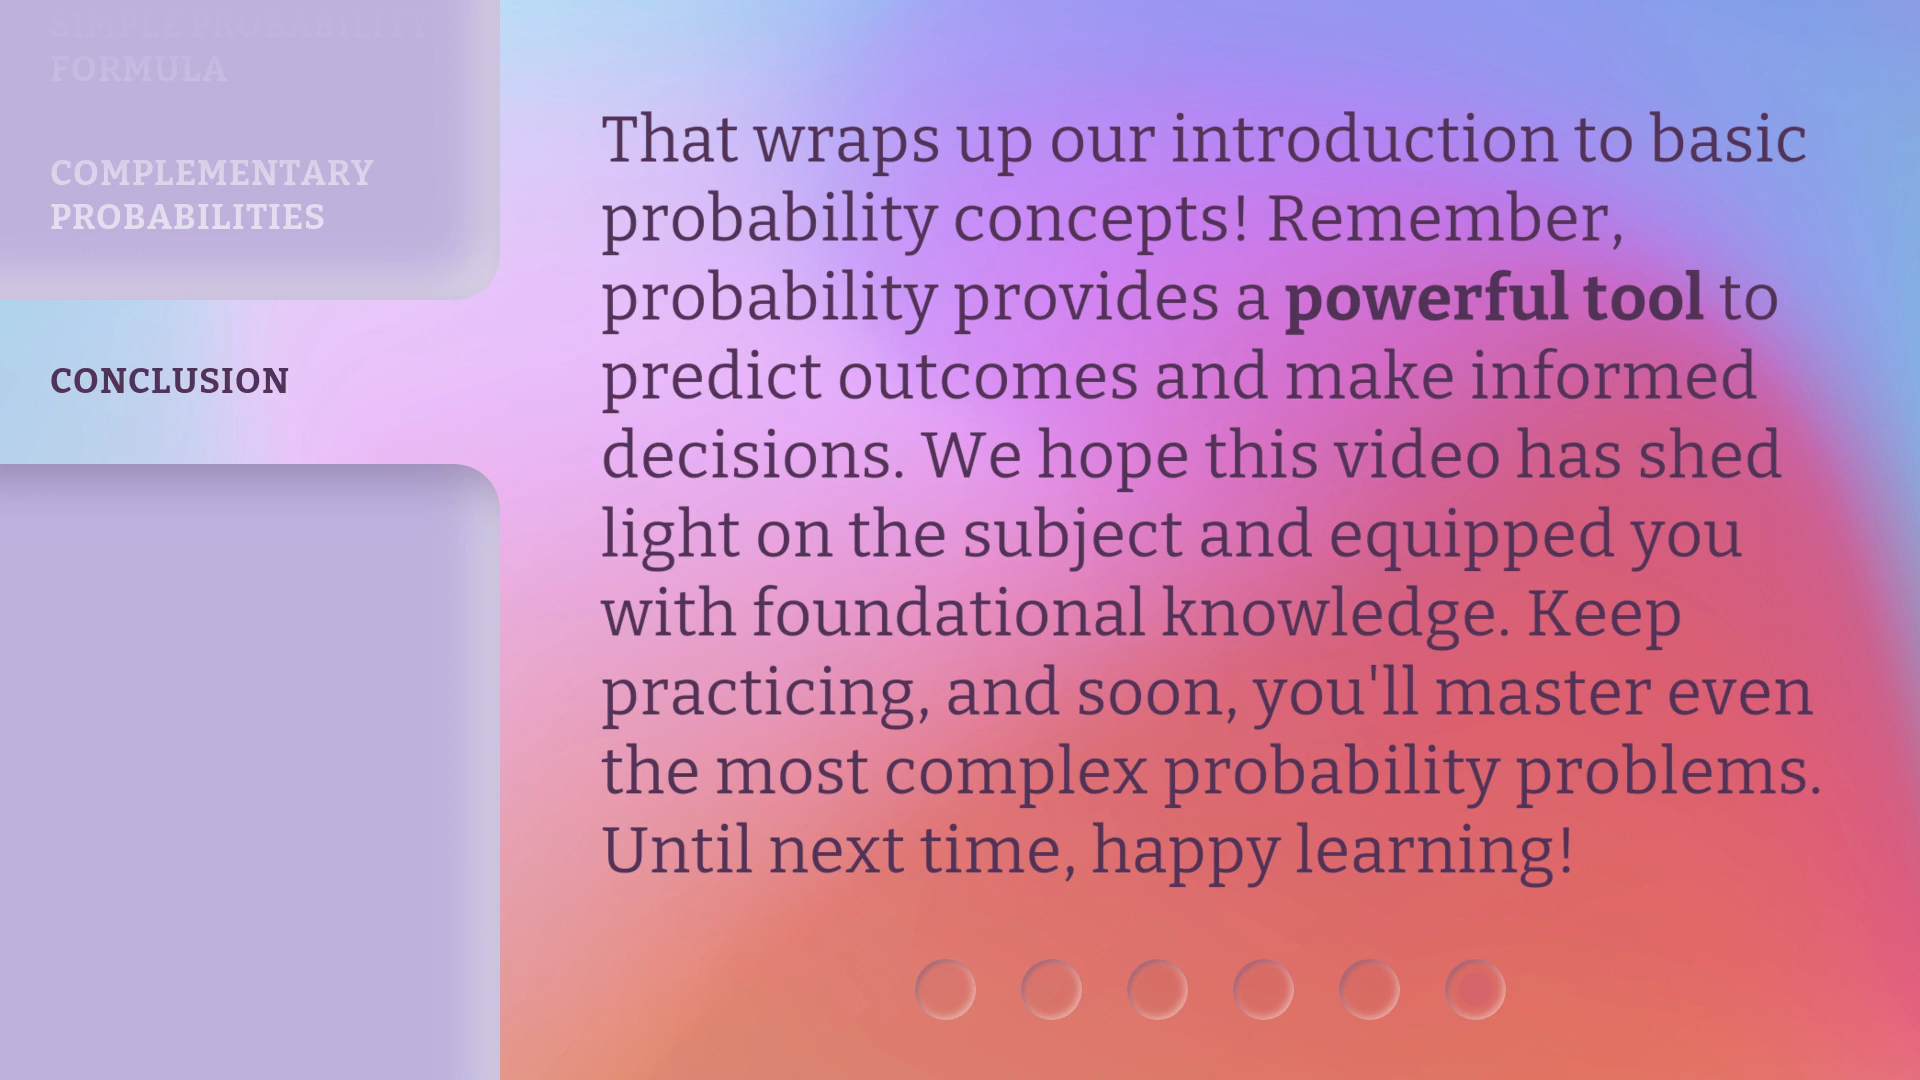 SIMPLE PROBABILITY
FORMULA
COMPLEMENTARY
PROBABILITIES
CONCLUSION
That wraps up our introduction to basic
probability concepts! Remember,
probability provides a powerful tool to
predict outcomes and make informed
decisions. We hope this video has shed
light on the subject and equipped you
with foundational knowledge. Keep
practicing, and soon, you'll master even
the most complex probability problems.
Until next time, happy learning!